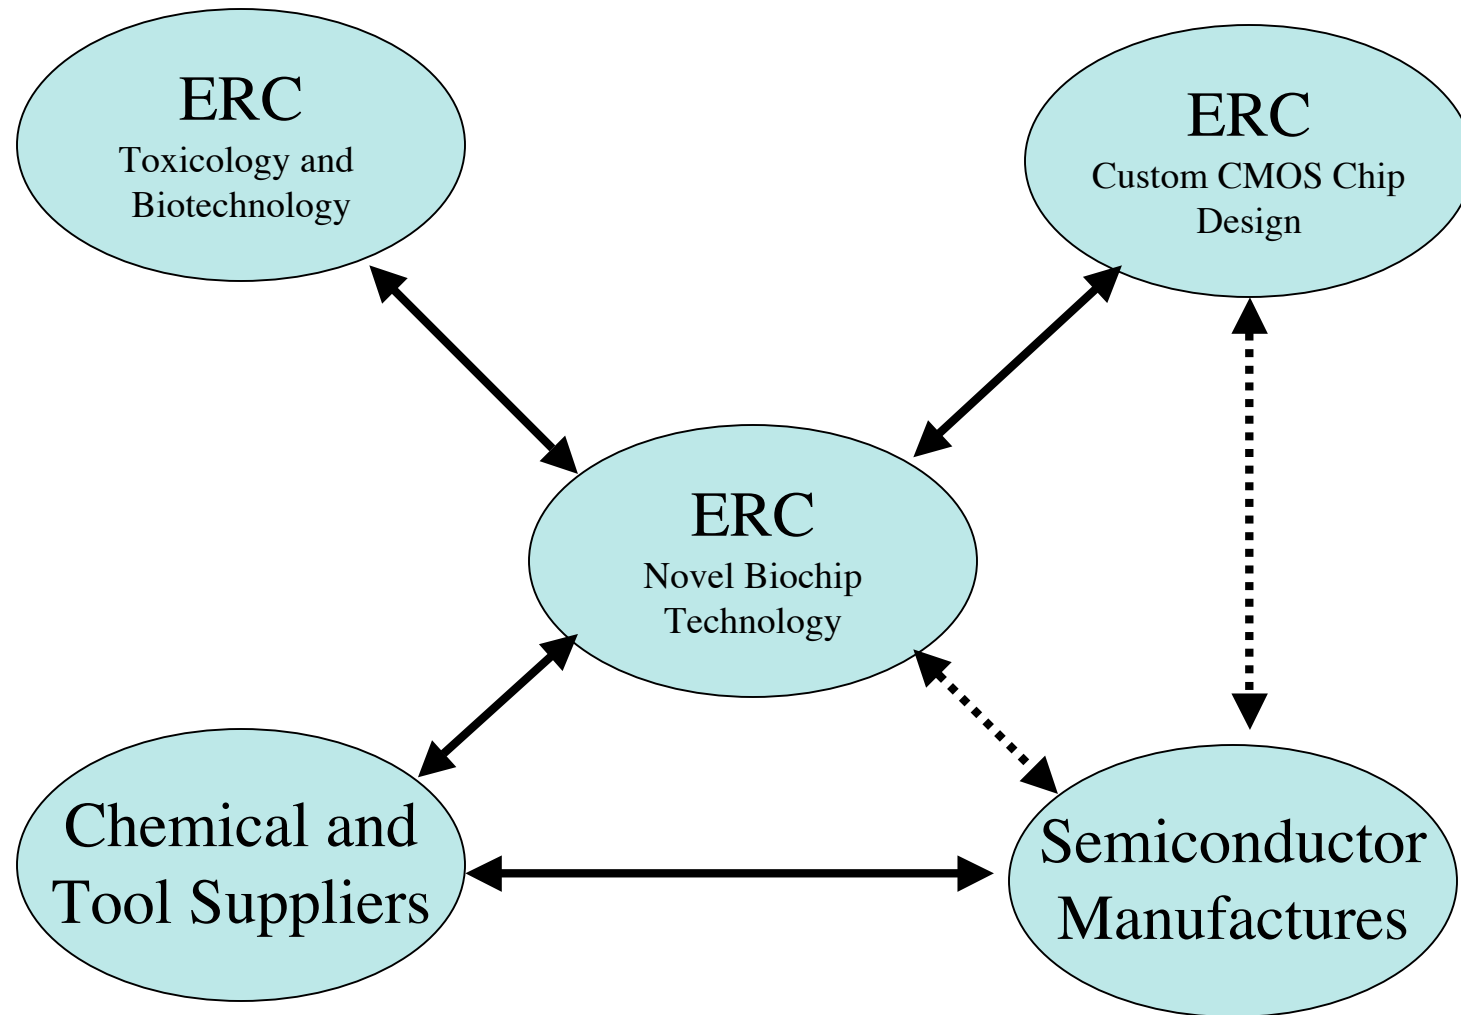 ERC
Toxicology and
Biotechnology
ERC
Custom CMOS Chip
Design
ERC
Novel Biochip
Technology
Chemical and
Tool Suppliers
Semiconductor
Manufactures